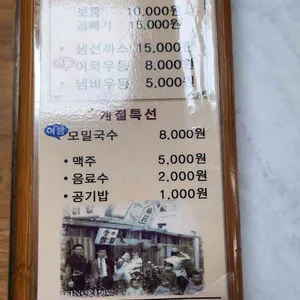 보통 10,000원
곱빼기 15,000원
• 생선까스 15,000원
• 어묵우동 8,000원
• 냄비우동 5,000원
계절특선
여름 모밀국수 8,000원
• 맥주 5,000원
• 음료수 2,000원
• 공기밥 1,000원
SINCE 1962